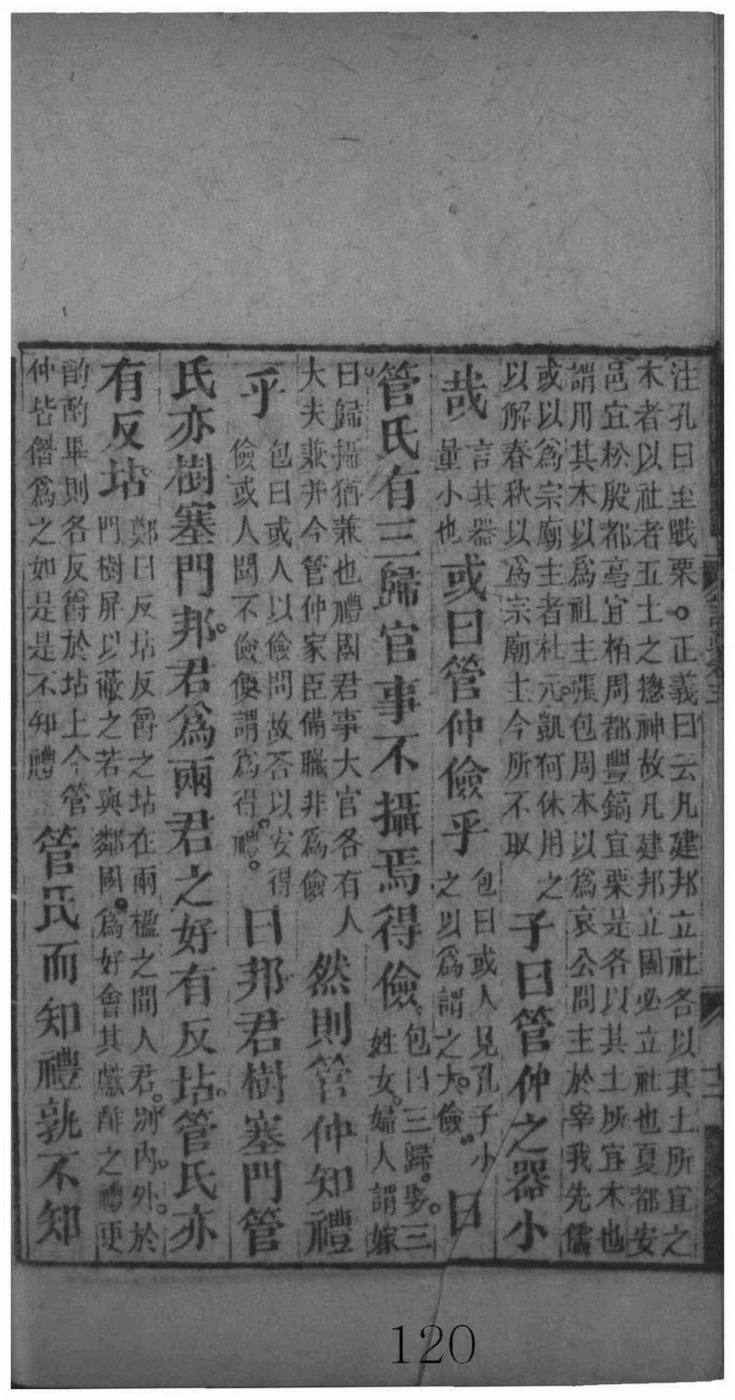 注孔曰至戰栗○正義曰云凡建邦立社各以其土所宜之
木者以社者五土之揔神故凡建邦立國必立社也夏都安
邑宜松殷都亳宜柏周都豐鎬宜栗是各以其土所宜木也
謂用其木以爲社主張包周本以爲哀公問主於宰我先儒
或以爲宗廟主者杜元凱何休用之
以解春秋以爲宗廟主今所不取
子曰管仲之器小
哉
言其器
量小也
或曰管仲儉乎
包曰或人見孔子小
之以爲謂之大儉
曰
管氏有三歸官事不攝焉得儉
包曰三歸娶三
姓女婦人謂嫁
曰歸攝猶兼也禮國君事大官各有人
大夫兼并今管仲家臣備職非爲儉
然則管仲知禮
乎
包曰或人以儉問故荅以安得
儉或人聞不儉便謂爲得禮
曰邦君樹塞門管
氏亦樹塞門邦君爲兩君之好有反坫管氏亦
有反坫
鄭曰反坫反爵之坫在兩楹之間人君別內外於
門樹屏以蔽之若與鄰國爲好會其獻酢之禮更
酌酌畢則各反爵於坫上今管
仲皆僭爲之如是是不知禮
管氏而知禮孰不知
120